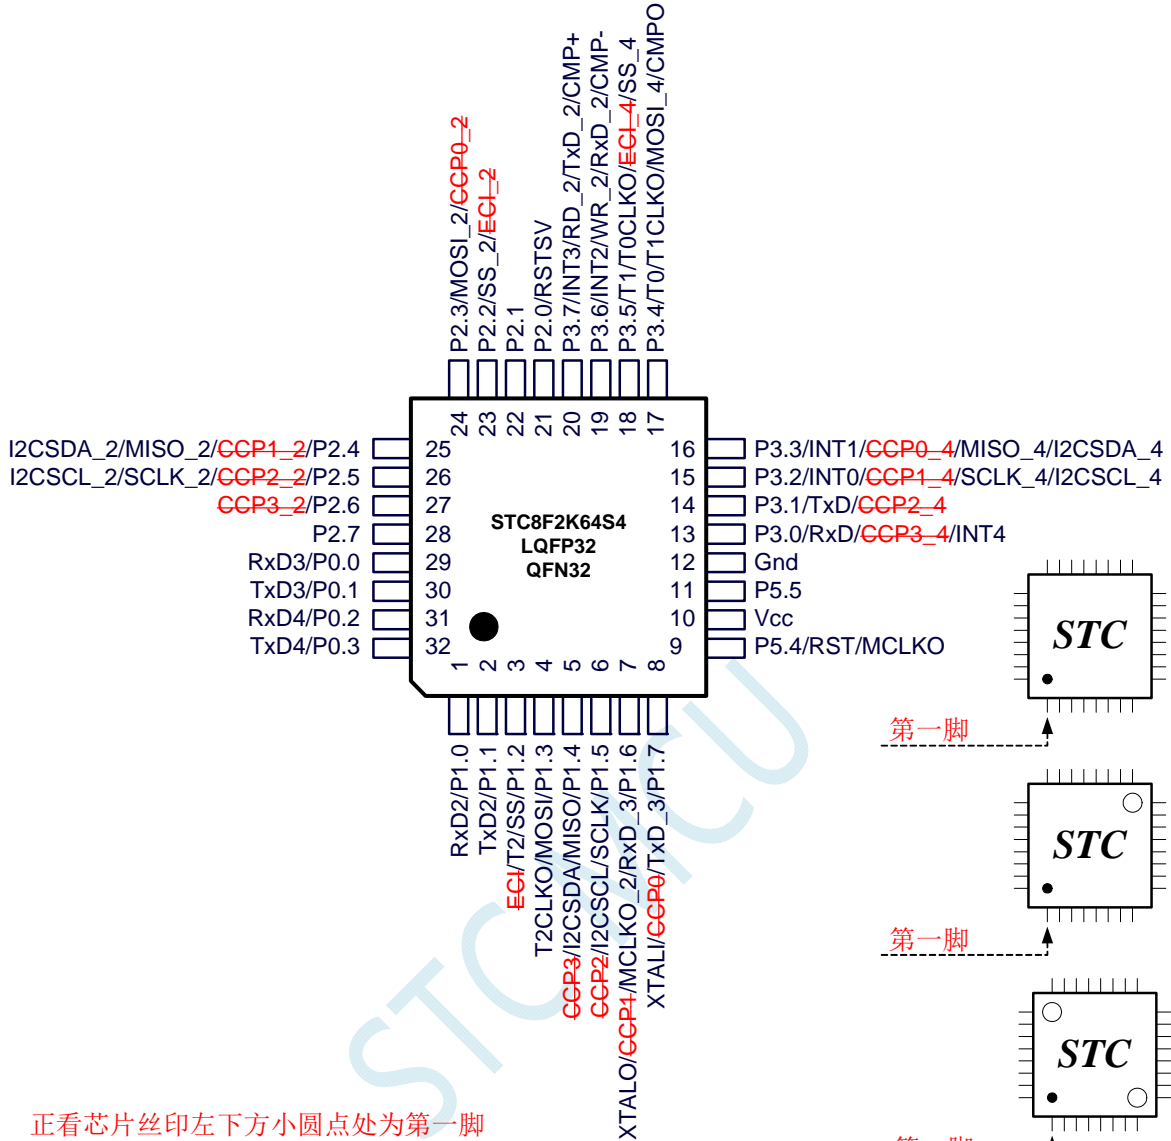 P2.3/MOSI_2/CCP0_2
P2.2/SS_2/ECI_2
P2.1
P2.0/RSTSV
P3.7/INT3/RD_2/TxD_2/CMP+
P3.6/INT2/WR_2/RxD_2/CMP-
P3.5/T1/T0CLKO/ECI_4/SS_4
P3.4/T0/T1CLKO/MOSI_4/CMPO
24 23 22 21 20 19 18 17
I2CSDA_2/MISO_2/CCP1_2/P2.4 25
I2CSCL_2/SCLK_2/CCP2_2/P2.5 26
CCP3_2/P2.6 27
P2.7 28
RxD3/P0.0 29
TxD3/P0.1 30
RxD4/P0.2 31
TxD4/P0.3 32
STC8F2K64S4
LQFP32
QFN32
16 P3.3/INT1/CCP0_4/MISO_4/I2CSDA_4
15 P3.2/INT0/CCP1_4/SCLK_4/I2CSCL_4
14 P3.1/TxD/CCP2_4
13 P3.0/RxD/CCP3_4/INT4
12 Gnd
11 P5.5
10 Vcc
9 P5.4/RST/MCLKO
1 2 3 4 5 6 7 8
RxD2/P1.0
TxD2/P1.1
ECI/T2/SS/P1.2
T2CLKO/MOSI/P1.3
CCP3/I2CSDA/MISO/P1.4
CCP2/I2CSCL/SCLK/P1.5
XTALO/CCP1/MCLKO_2/RxD_3/P1.6
XTALI/CCP0/TxD_3/P1.7
STC
第一脚
STC
第一脚
STC
第一脚
STC MCU
正看芯片丝印左下方小圆点处为第一脚